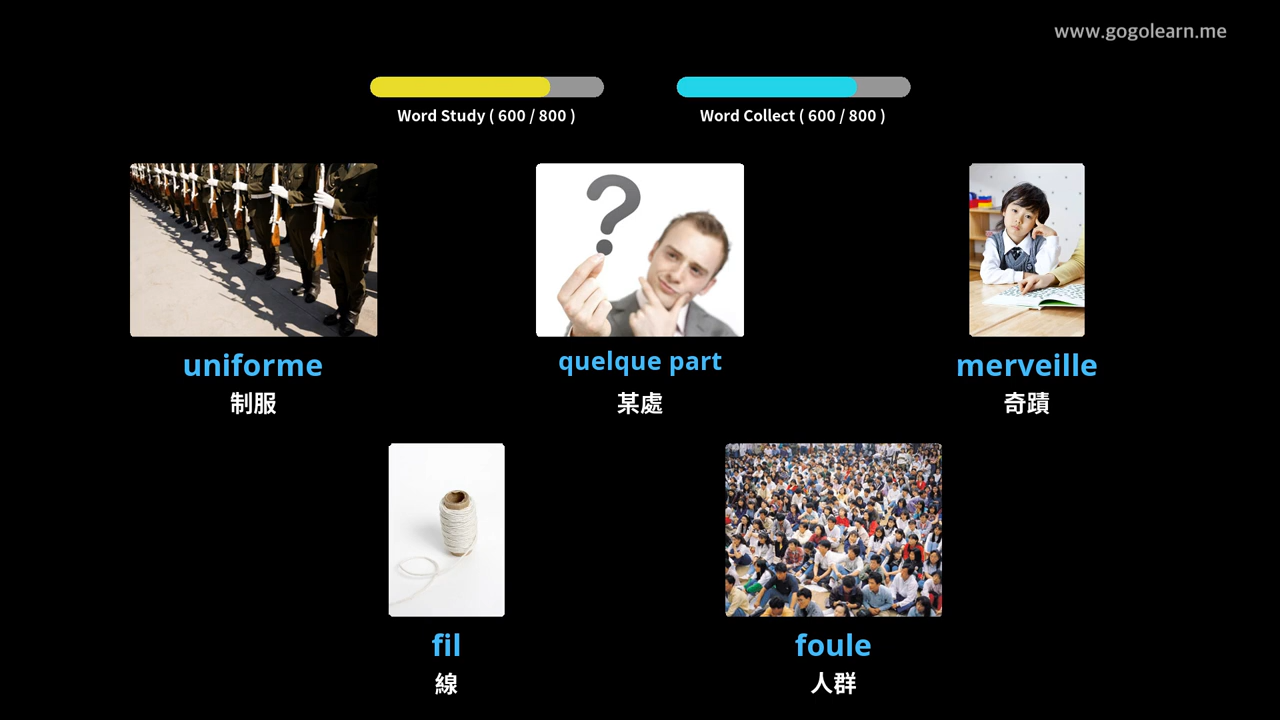 www.gogolearn.me
Word Study ( 600 / 800 )
Word Collect ( 600 / 800 )
uniforme
制服
quelque part
某處
merveille
奇蹟
fil
線
foule
人群